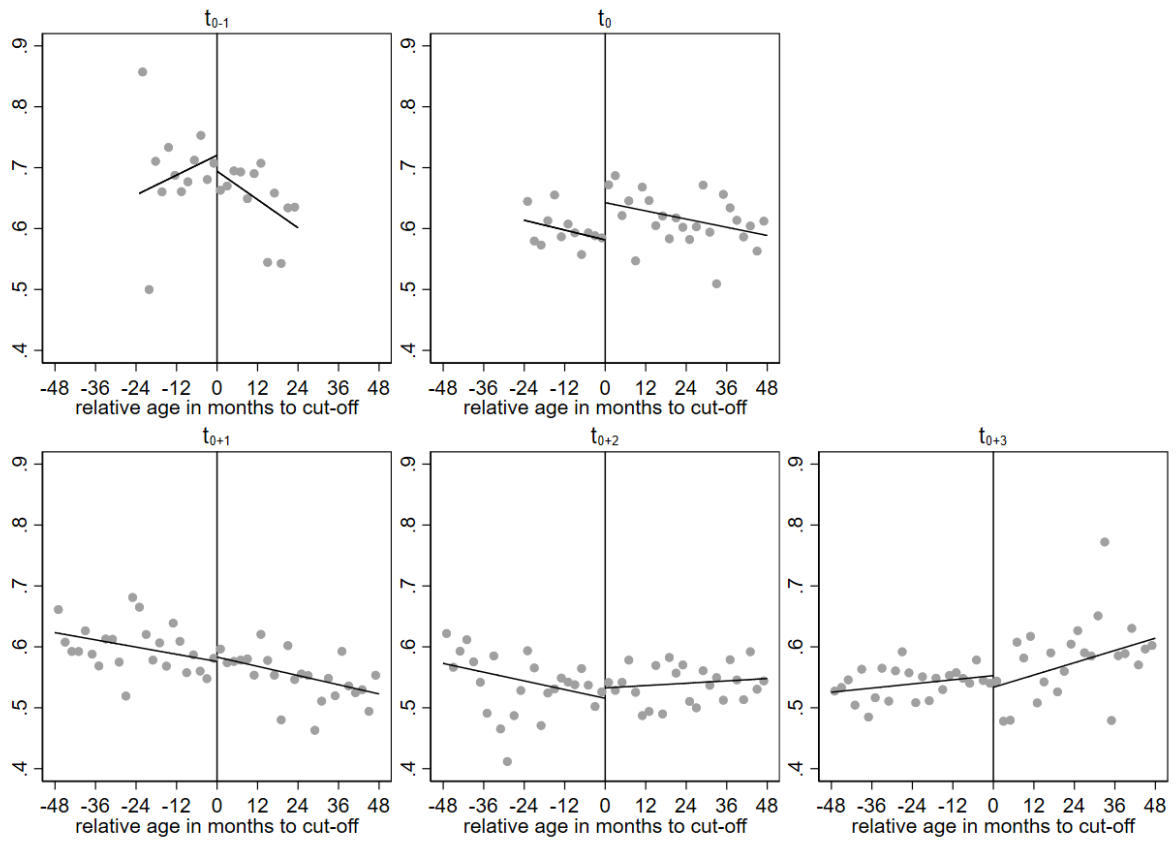 t0-1
.9
.8
.7
.6
.5
.4
-48 -36 -24 -12 0 12 24 36 48
relative age in months to cut-off
t0
.9
.8
.7
.6
.5
.4
-48 -36 -24 -12 0 12 24 36 48
relative age in months to cut-off
t0+1
.9
.8
.7
.6
.5
.4
-48 -36 -24 -12 0 12 24 36 48
relative age in months to cut-off
t0+2
.9
.8
.7
.6
.5
.4
-48 -36 -24 -12 0 12 24 36 48
relative age in months to cut-off
t0+3
.9
.8
.7
.6
.5
.4
-48 -36 -24 -12 0 12 24 36 48
relative age in months to cut-off